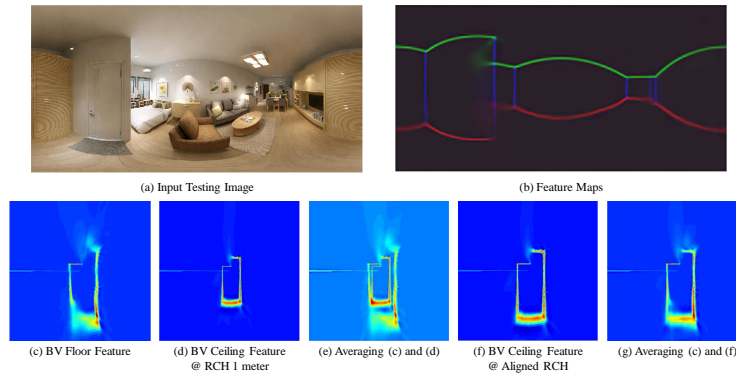 (a) Input Testing Image
(b) Feature Maps
(c) BV Floor Feature
(d) BV Ceiling Feature
@ RCH 1 meter
(e) Averaging (c) and (d)
(f) BV Ceiling Feature
@ Aligned RCH
(g) Averaging (c) and (f)